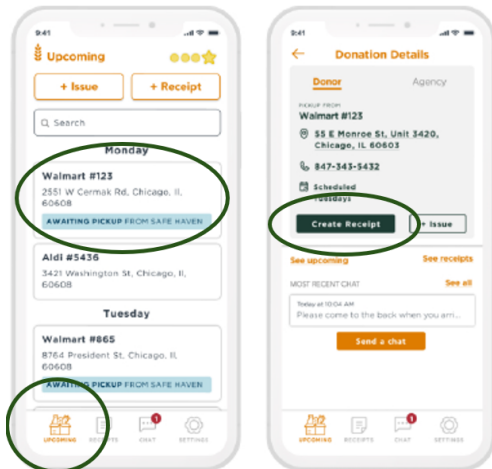 9:41
Upcoming
+ Issue
+ Receipt
Search
Monday
Walmart #123
2551 W Cermak Rd, Chicago, IL,
60608
AWAITING PICKUP FROM SAFE HAVEN
Aldi #5436
3421 Washington St, Chicago, IL,
60608
Tuesday
Walmart #865
8764 President St, Chicago, IL
60608
AWAITING PICKUP FROM SAFE HAVEN
UPCOMING
RECEIPTS
CHAT
1
SETTINGS
9:41
Donation Details
Donor
Agency
PICKUP FROM
Walmart #123
55 E Monroe St, Unit 3420,
Chicago, IL 60603
847-343-5432
Scheduled
Tuesdays
Create Receipt
+ Issue
See upcoming
See receipts
MOST RECENT CHAT
See all
Today at 10:04 AM
Please come to the back when you arri...
Send a chat
UPCOMING
RECEIPTS
CHAT
1
SETTINGS